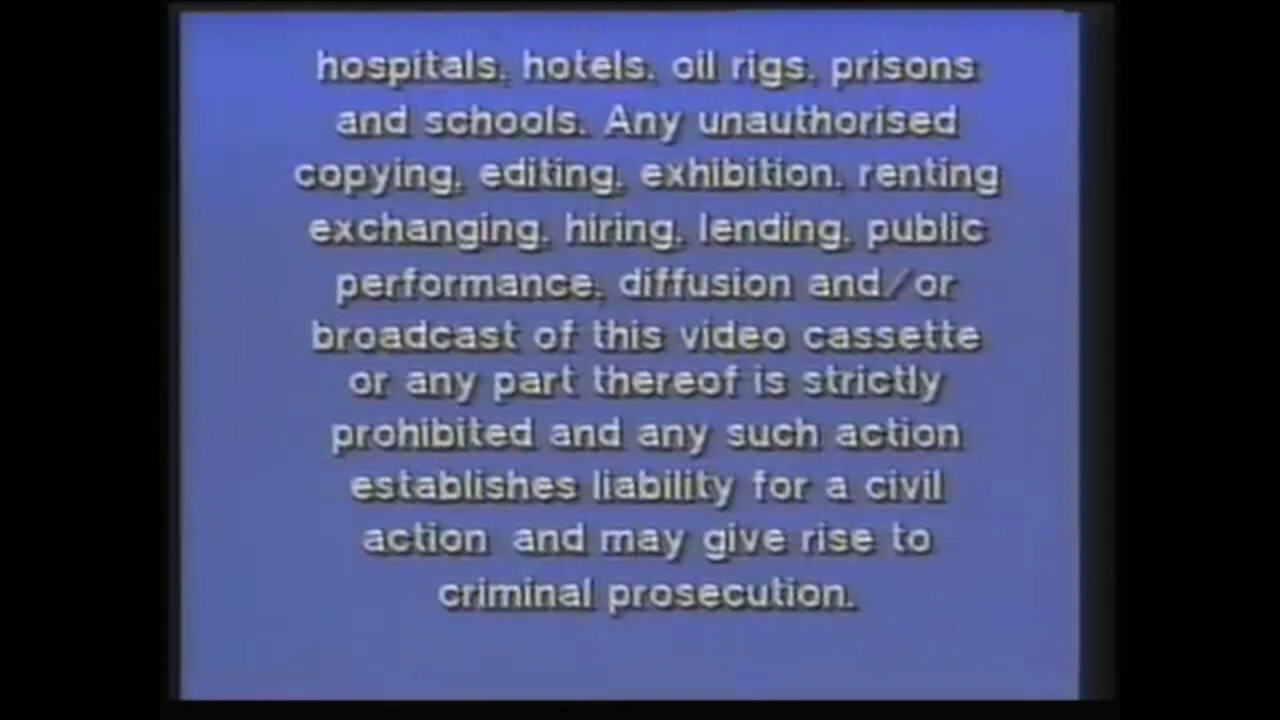 hospitals, hotels, oil rigs, prisons
and schools. Any unauthorised
copying, editing, exhibition, renting
exchanging, hiring, lending, public
performance, diffusion and/or
broadcast of this video cassette
or any part thereof is strictly
prohibited and any such action
establishes liability for a civil
action and may give rise to
criminal prosecution.